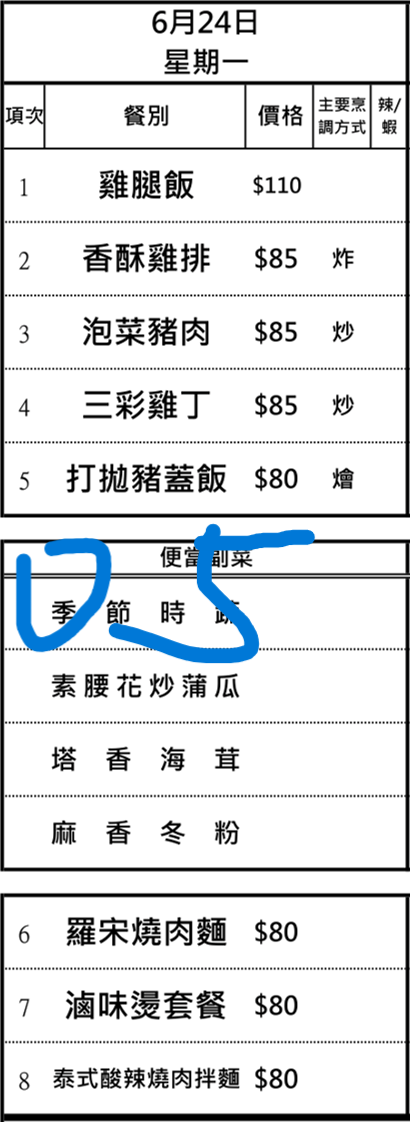 6月24日
星期一
項次 餐別 價格 主要烹調方式 辣/蝦
1 雞腿飯 $110
2 香酥雞排 $85 炸
3 泡菜豬肉 $85 炒
4 三彩雞丁 $85 炒
5 打拋豬蓋飯 $80 燴
便當副菜
05
季節時蔬
素腰花炒蒲瓜
塔香海茸
麻香冬粉
6 羅宋燒肉麵 $80
7 滷味燙套餐 $80
8 泰式酸辣燒肉拌麵 $80